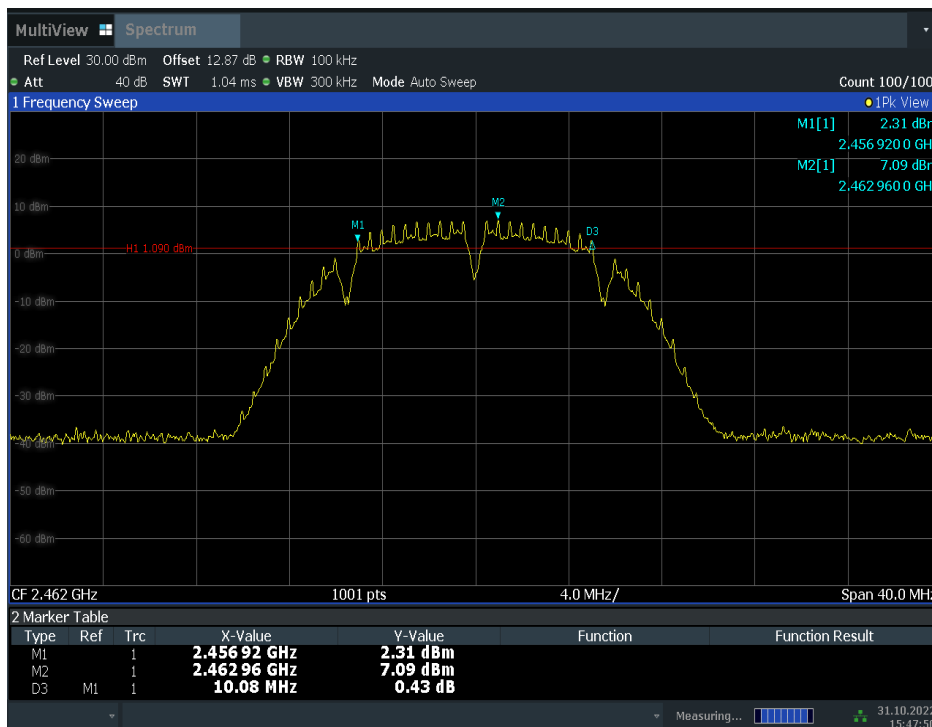 MultiView Spectrum
Ref Level 30.00 dBm Offset 12.87 dB RBW 100 kHz
Att 40 dB SWT 1.04 ms VBW 300 kHz Mode Auto Sweep Count 100/100
1 Frequency Sweep 1Pk View
M1[1] 2.31 dBr
2.456 920 0 GH
M2[1] 7.09 dBr
2.462 960 0 GH
20 dBm
10 dBm
M2
M1
D3
H1 1.090 dBm
0 dBm
-10 dBm
-20 dBm
-30 dBm
-40 dBm
-50 dBm
-60 dBm
CF 2.462 GHz 1001 pts 4.0 MHz/ Span 40.0 MHz
2 Marker Table
Type Ref Trc X-Value Y-Value Function Function Result
M1 1 2.456 92 GHz 2.31 dBm
M2 1 2.462 96 GHz 7.09 dBm
D3 M1 1 10.08 MHz 0.43 dB
Measuring... 31.10.2022
15:47:50